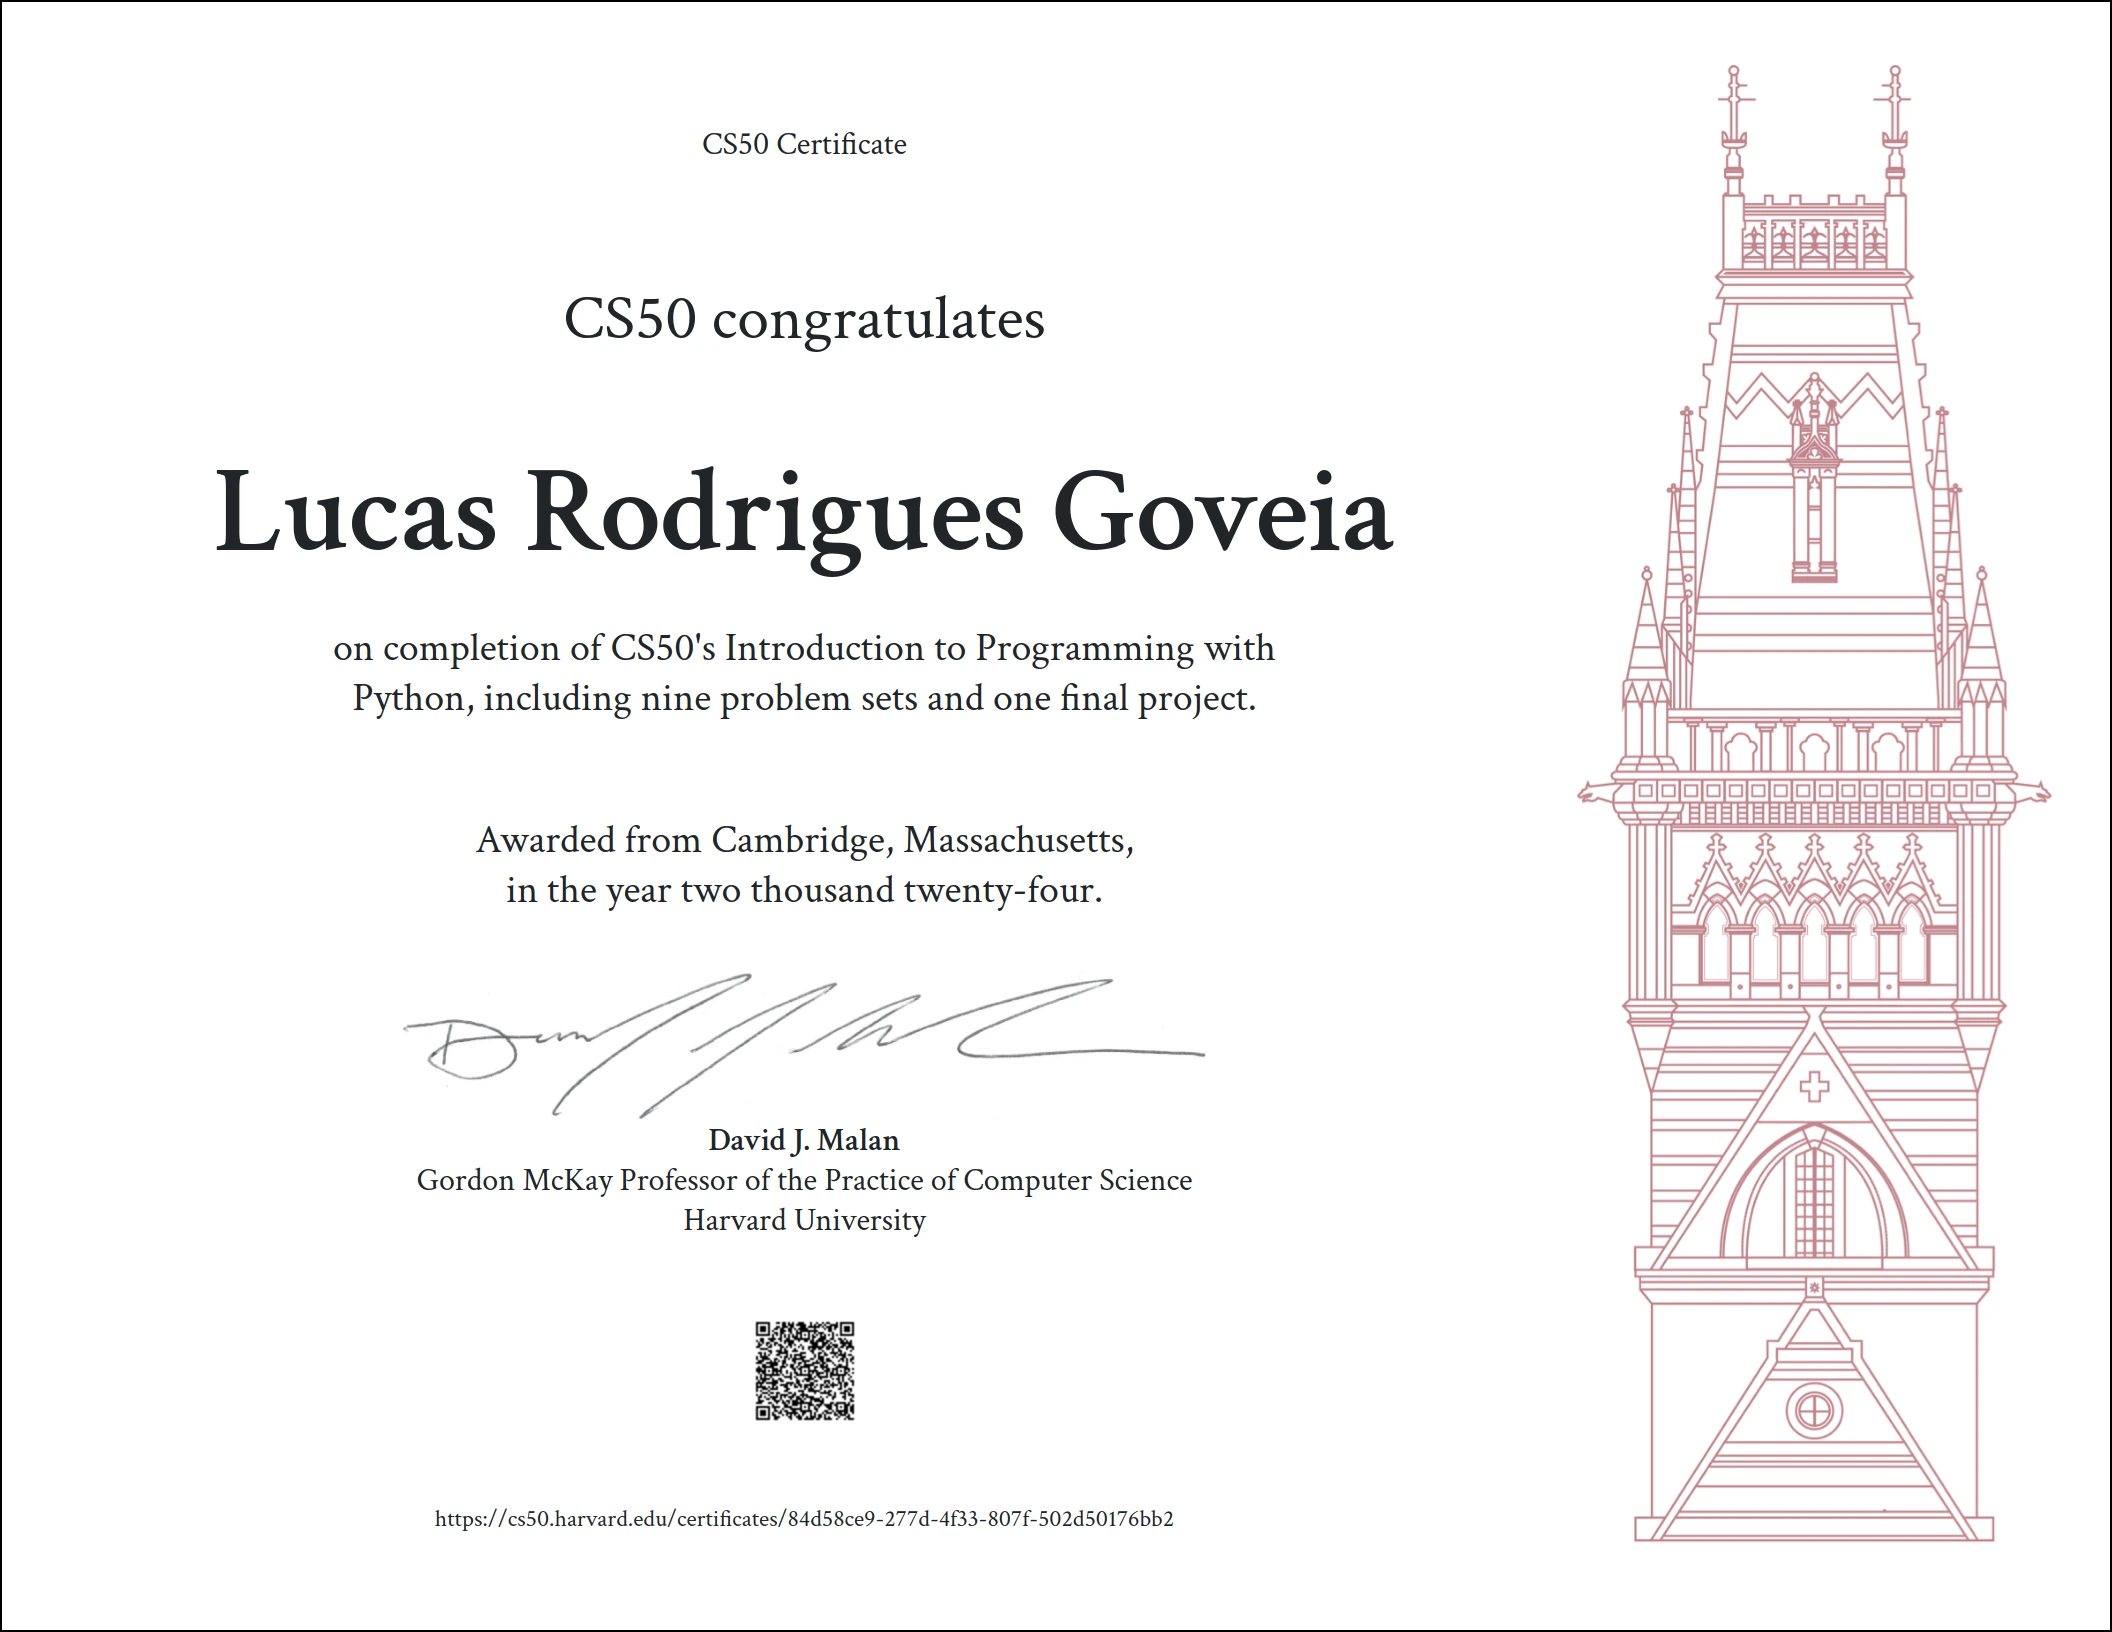 CS50 Certificate
CS50 congratulates
Lucas Rodrigues Goveia
on completion of CS50's Introduction to Programming with
Python, including nine problem sets and one final project.
Awarded from Cambridge, Massachusetts,
in the year two thousand twenty-four.
David J. Malan
Gordon McKay Professor of the Practice of Computer Science
Harvard University
https://cs50.harvard.edu/certificates/84d58ce9-277d-4f33-807f-502d50176bb2